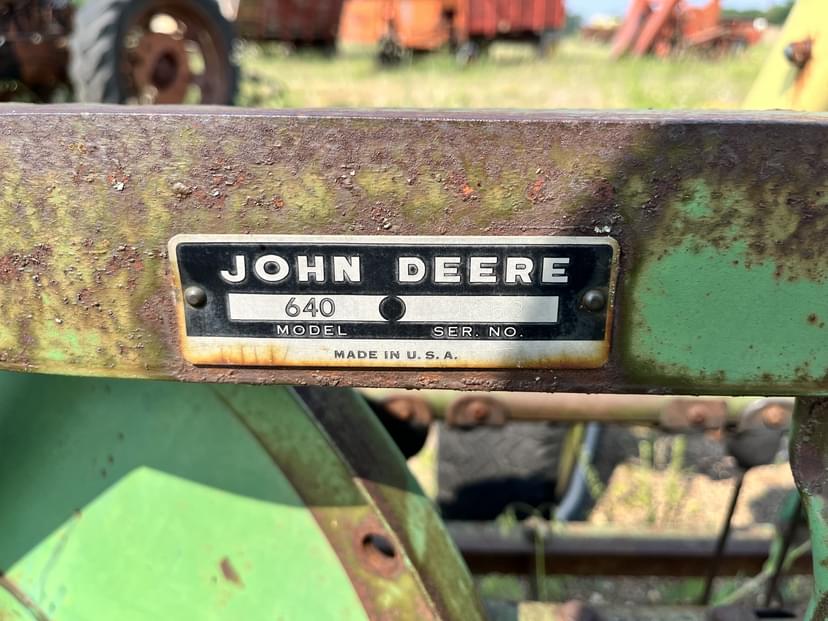 JOHN DEERE
640
MODEL SER. NO.
MADE IN U.S.A.